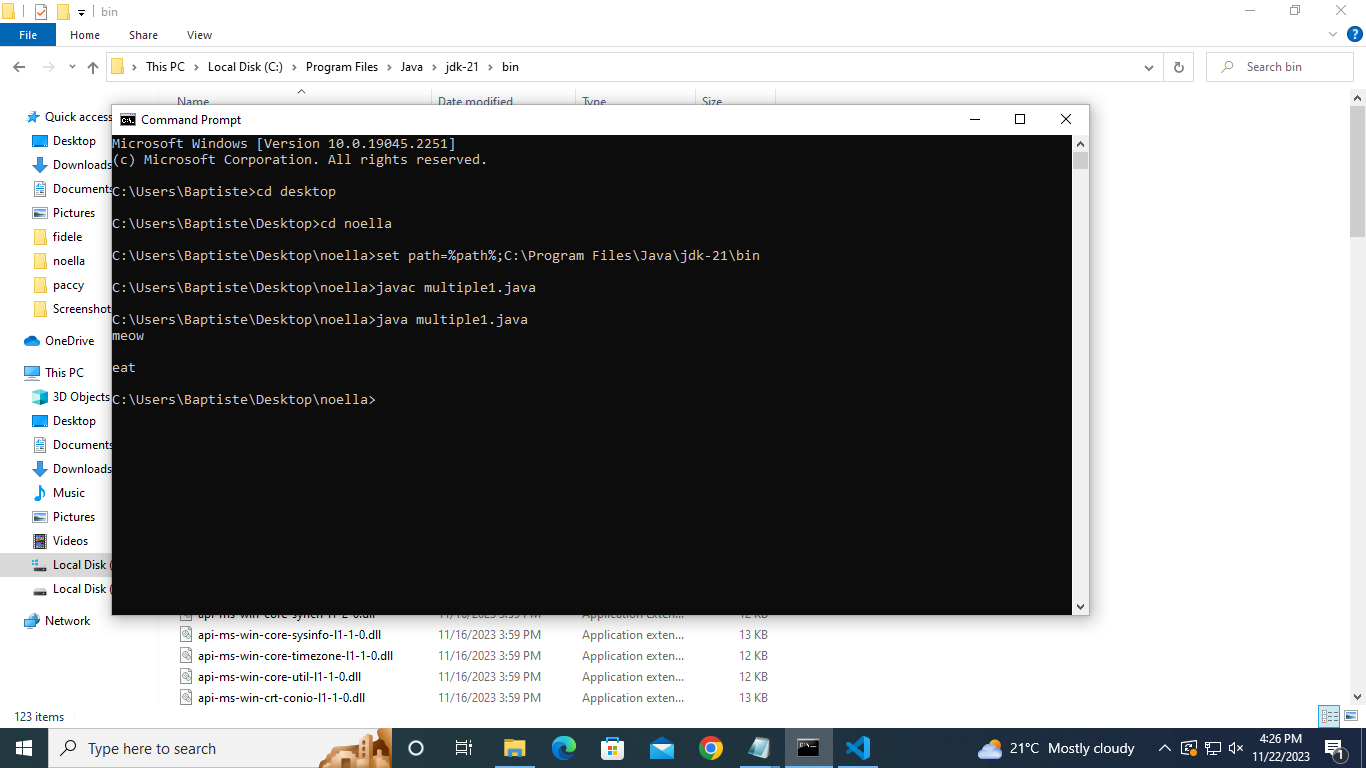 bin
File Home Share View
This PC Local Disk (C:) Program Files Java jdk-21 bin
Search bin
Name Date modified Type Size
Quick access
Desktop
Downloads
Documents
Pictures
fidele
noella
paccy
Screenshot
OneDrive
This PC
3D Objects
Desktop
Documents
Downloads
Music
Pictures
Videos
Local Disk (
Local Disk (
Network
Command Prompt
Microsoft Windows [Version 10.0.19045.2251]
(c) Microsoft Corporation. All rights reserved.
C:\Users\Baptiste>cd desktop
C:\Users\Baptiste\Desktop>cd noella
C:\Users\Baptiste\Desktop\noella>set path=%path%;C:\Program Files\Java\jdk-21\bin
C:\Users\Baptiste\Desktop\noella>javac multiple1.java
C:\Users\Baptiste\Desktop\noella>java multiple1.java
meow
eat
C:\Users\Baptiste\Desktop\noella>
api-ms-win-core-synch-l1-2-0.dll 11/16/2023 3:59 PM Application exten... 12 KB
api-ms-win-core-sysinfo-l1-1-0.dll 11/16/2023 3:59 PM Application exten... 13 KB
api-ms-win-core-timezone-l1-1-0.dll 11/16/2023 3:59 PM Application exten... 12 KB
api-ms-win-core-util-l1-1-0.dll 11/16/2023 3:59 PM Application exten... 12 KB
api-ms-win-crt-conio-l1-1-0.dll 11/16/2023 3:59 PM Application exten... 13 KB
123 items
Type here to search
21°C Mostly cloudy
4:26 PM
11/22/2023
1